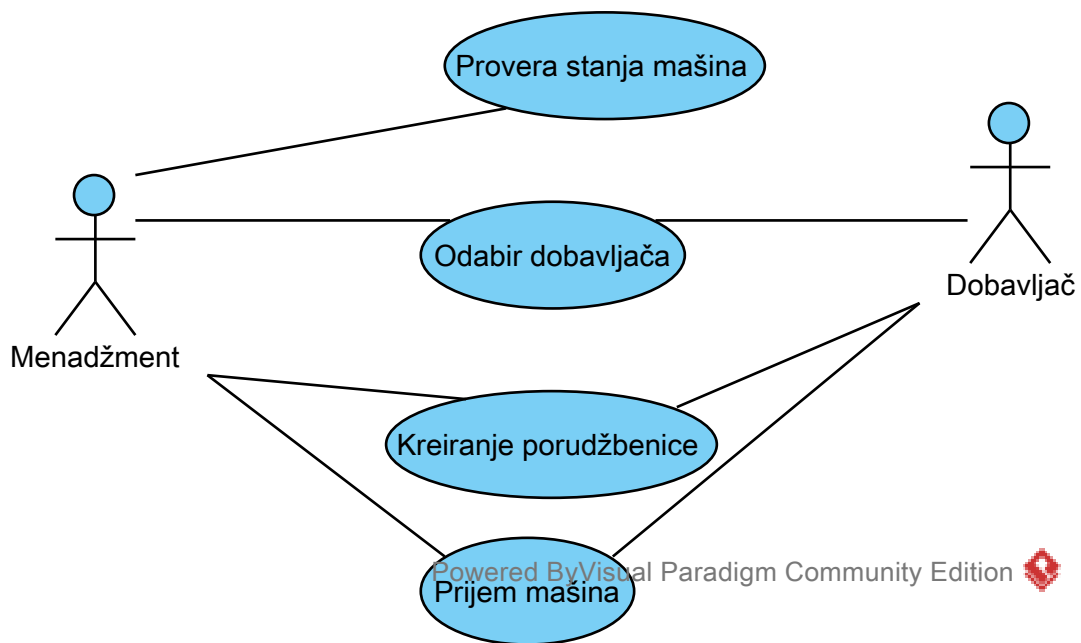 Provera stanja mašina
Odabir dobavljača
Dobavljač
Menadžment
Kreiranje porudžbenice
Powered ByVisual Paradigm Community Edition
Prijem mašina